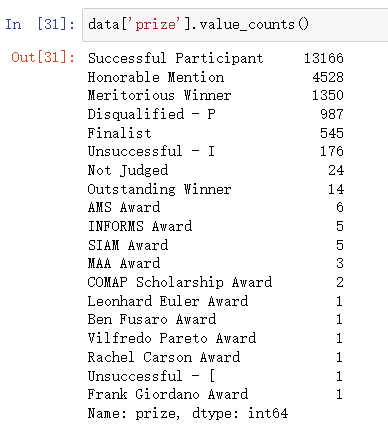 In [31]: data['prize'].value_counts()
Out[31]: Successful Participant 13166
Honorable Mention 4528
Meritorious Winner 1350
Disqualified - P 987
Finalist 545
Unsuccessful - I 176
Not Judged 24
Outstanding Winner 14
AMS Award 6
INFORMS Award 5
SIAM Award 5
MAA Award 3
COMAP Scholarship Award 2
Leonhard Euler Award 1
Ben Fusaro Award 1
Vilfredo Pareto Award 1
Rachel Carson Award 1
Unsuccessful - [ 1
Frank Giordano Award 1
Name: prize, dtype: int64